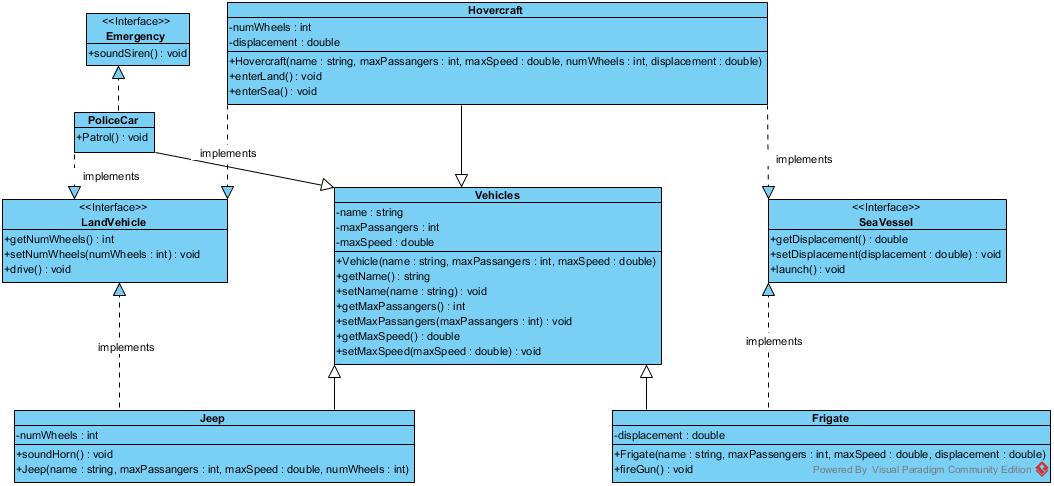 <<Interface>>
Emergency
+soundSiren() : void
Hovercraft
-numWheels : int
-displacement : double
+Hovercraft(name : string, maxPassangers : int, maxSpeed : double, numWheels : int, displacement : double)
+enterLand() : void
+enterSea() : void
PoliceCar
+Patrol() : void
implements
implements
implements
<<Interface>>
LandVehicle
+getNumWheels() : int
+setNumWheels(numWheels : int) : void
+drive() : void
Vehicles
-name : string
-maxPassangers : int
-maxSpeed : double
+Vehicle(name : string, maxPassangers : int, maxSpeed : double)
+getName() : string
+setName(name : string) : void
+getMaxPassangers() : int
+setMaxPassangers(maxPassangers : int) : void
+getMaxSpeed() : double
+setMaxSpeed(maxSpeed : double) : void
<<Interface>>
SeaVessel
+getDisplacement() : double
+setDisplacement(displacement : double) : void
+launch() : void
implements
implements
Jeep
-numWheels : int
+soundHorn() : void
+Jeep(name : string, maxPassangers : int, maxSpeed : double, numWheels : int)
Frigate
-displacement : double
+Frigate(name : string, maxPassengers : int, maxSpeed : double, displacement : double)
+fireGun() : void
Powered By Visual Paradigm Community Edition